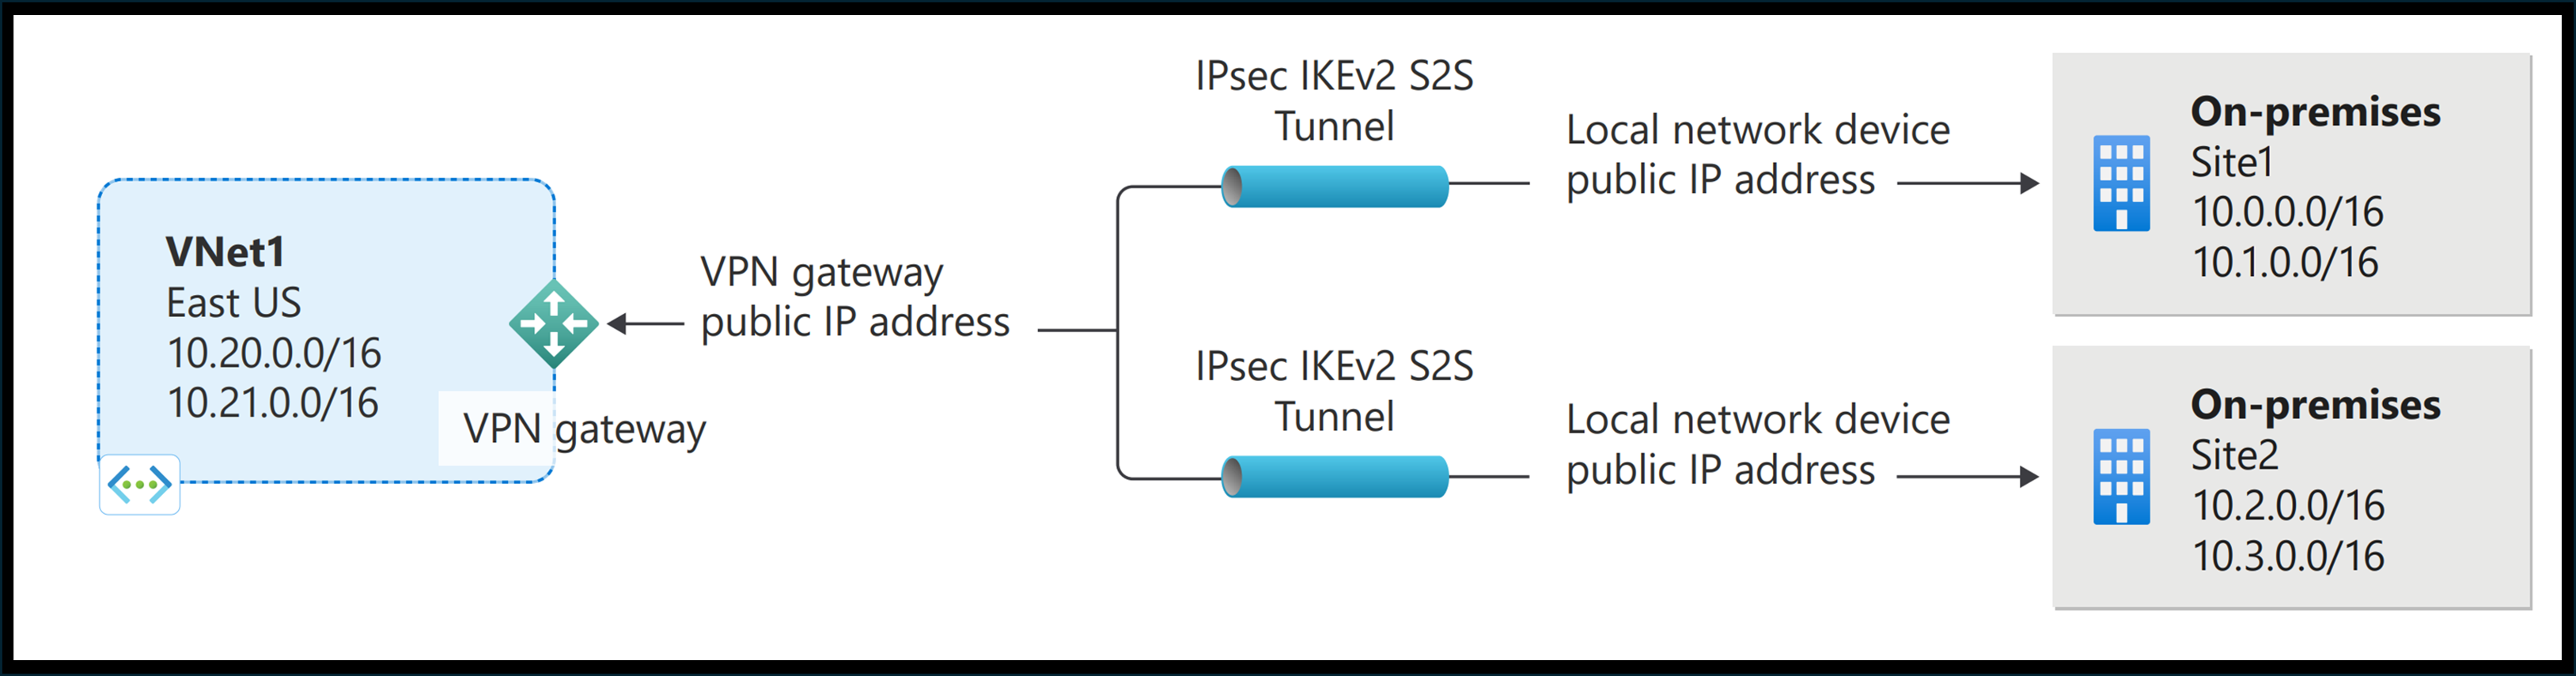 VNet1
East US
10.20.0.0/16
10.21.0.0/16
VPN gateway
VPN gateway
public IP address
IPsec IKEv2 S2S
Tunnel
Local network device
public IP address
On-premises
Site1
10.0.0.0/16
10.1.0.0/16
IPsec IKEv2 S2S
Tunnel
Local network device
public IP address
On-premises
Site2
10.2.0.0/16
10.3.0.0/16